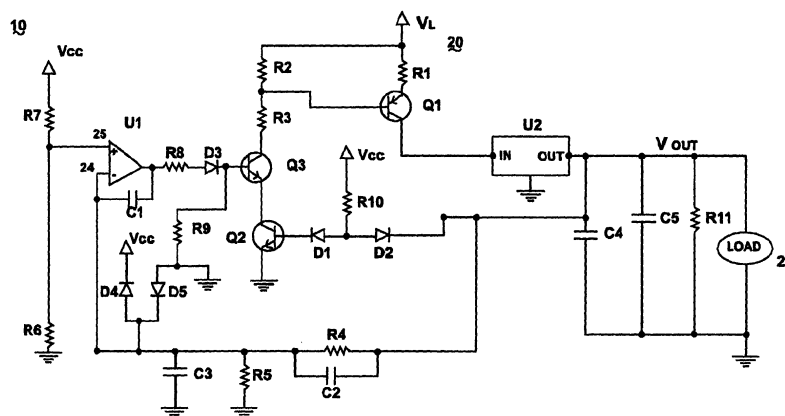 10
20
VL
Vcc
R2
R1
Q1
R7
U1
R3
U2
25
24
R8
D3
Q3
Vcc
IN
OUT
V OUT
C1
R10
R9
Q2
D1
D2
C4
C5
R11
LOAD
2
Vcc
D4
D5
R6
R4
C3
R5
C2